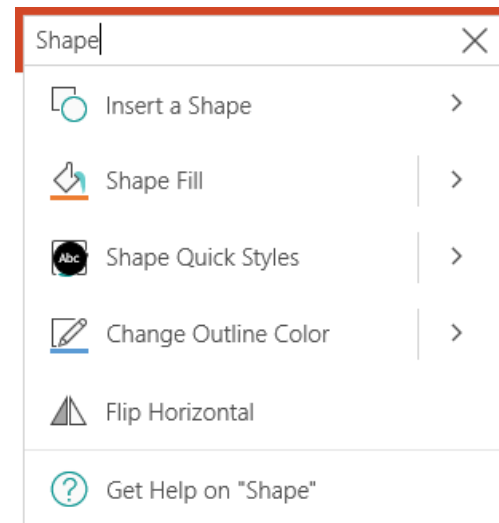 Shape
Insert a Shape
Shape Fill
Abc
Shape Quick Styles
Change Outline Color
Flip Horizontal
Get Help on "Shape"